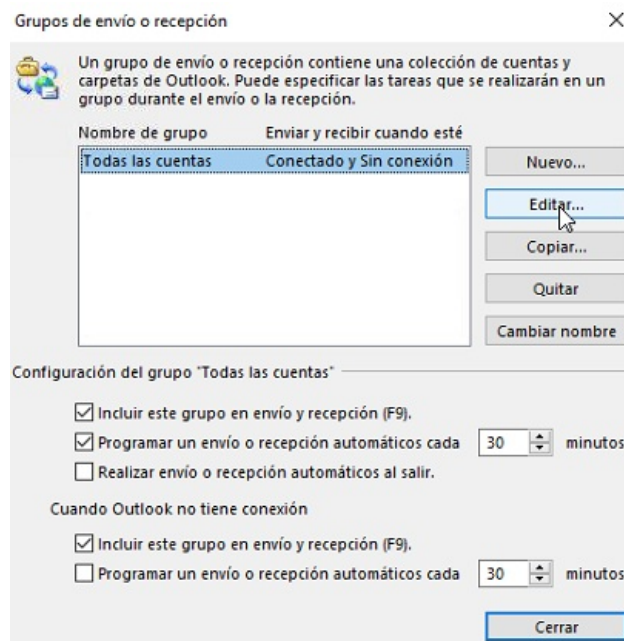 Grupos de envío o recepción
Un grupo de envío o recepción contiene una colección de cuentas y
carpetas de Outlook. Puede especificar las tareas que se realizarán en un
grupo durante el envío o la recepción.
Nombre de grupo Enviar y recibir cuando esté
Todas las cuentas Conectado y Sin conexión
Nuevo...
Editar...
Copiar...
Quitar
Cambiar nombre
Configuración del grupo "Todas las cuentas"
Incluir este grupo en envío y recepción (F9).
Programar un envío o recepción automáticos cada 30 minutos
Realizar envío o recepción automáticos al salir.
Cuando Outlook no tiene conexión
Incluir este grupo en envío y recepción (F9).
Programar un envío o recepción automáticos cada 30 minutos
Cerrar